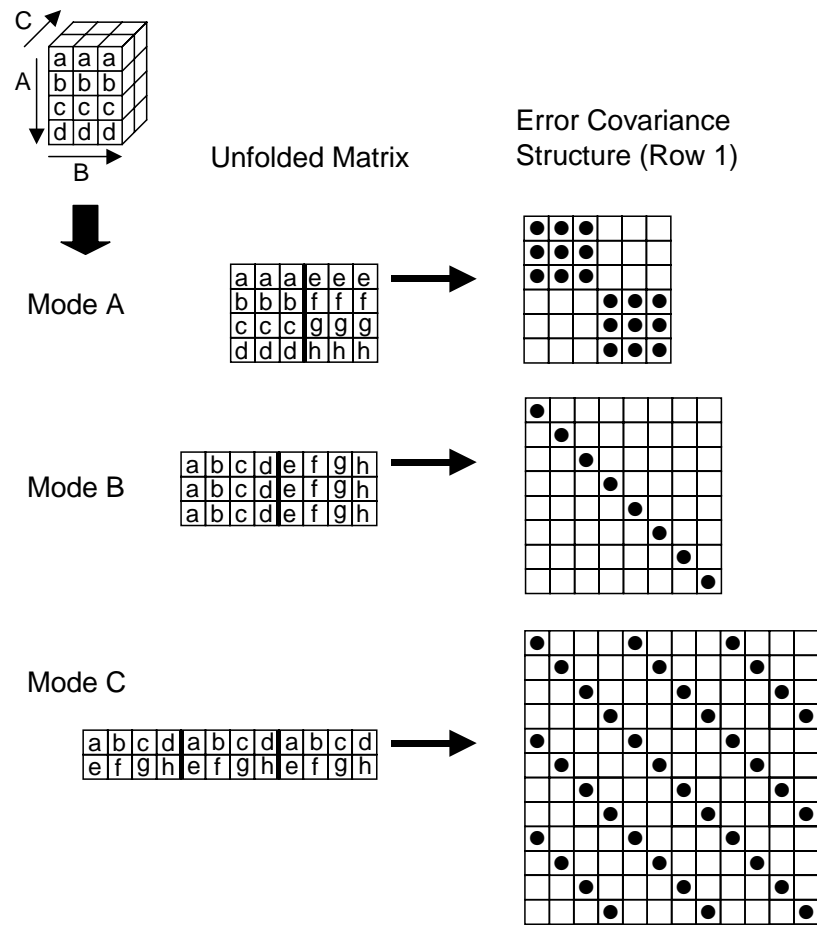 C
A
a a a
b b b
c c c
d d d
B
Unfolded Matrix
Error Covariance
Structure (Row 1)
Mode A
a a a e e e
b b b f f f
c c c g g g
d d d h h h
Mode B
a b c d e f g h
a b c d e f g h
a b c d e f g h
Mode C
a b c d a b c d a b c d
e f g h e f g h e f g h